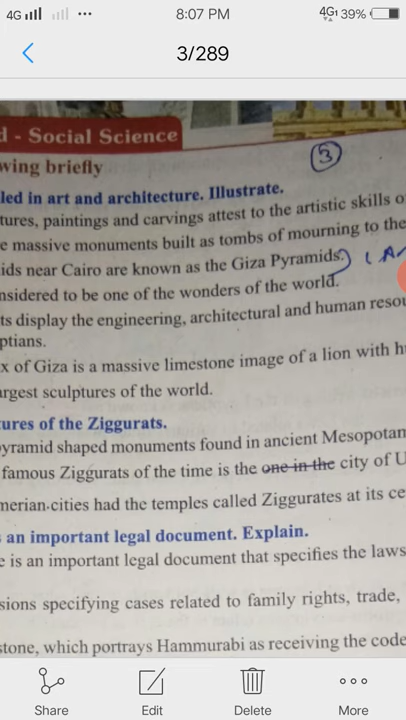 4G
8:07 PM
4G 39%
3/289
d - Social Science
wing briefly
3
led in art and architecture. Illustrate.
tures, paintings and carvings attest to the artistic skills o
e massive monuments built as tombs of mourning to the
ids near Cairo are known as the Giza Pyramids.
nsidered to be one of the wonders of the world.
ts display the engineering, architectural and human resou
ptians.
x of Giza is a massive limestone image of a lion with hu
argest sculptures of the world.
tures of the Ziggurats.
pyramid shaped monuments found in ancient Mesopotam
famous Ziggurats of the time is the one in the city of U
merian cities had the temples called Ziggurates at its ce
s an important legal document. Explain.
e is an important legal document that specifies the laws
sions specifying cases related to family rights, trade,
stone, which portrays Hammurabi as receiving the code
Share Edit Delete More